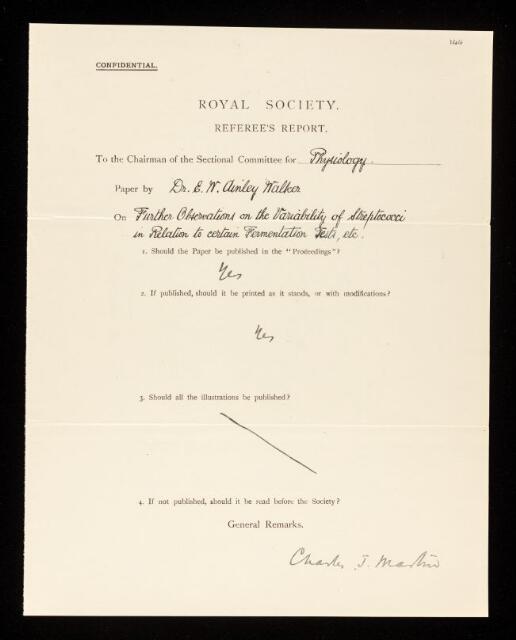 CONFIDENTIAL.
ROYAL SOCIETY.
REFEREE'S REPORT.
To the Chairman of the Sectional Committee for Physiology.
Paper by Dr. E. W. Ainley Walker
On Further Observations on the Variability of Streptococci
in Relation to certain Fermentation Tests, etc.
1. Should the Paper be published in the "Proceedings"?
Yes
2. If published, should it be printed as it stands, or with modifications?
Yes
3. Should all the illustrations be published?
4. If not published, should it be read before the Society?
General Remarks.
Charles J. Martin